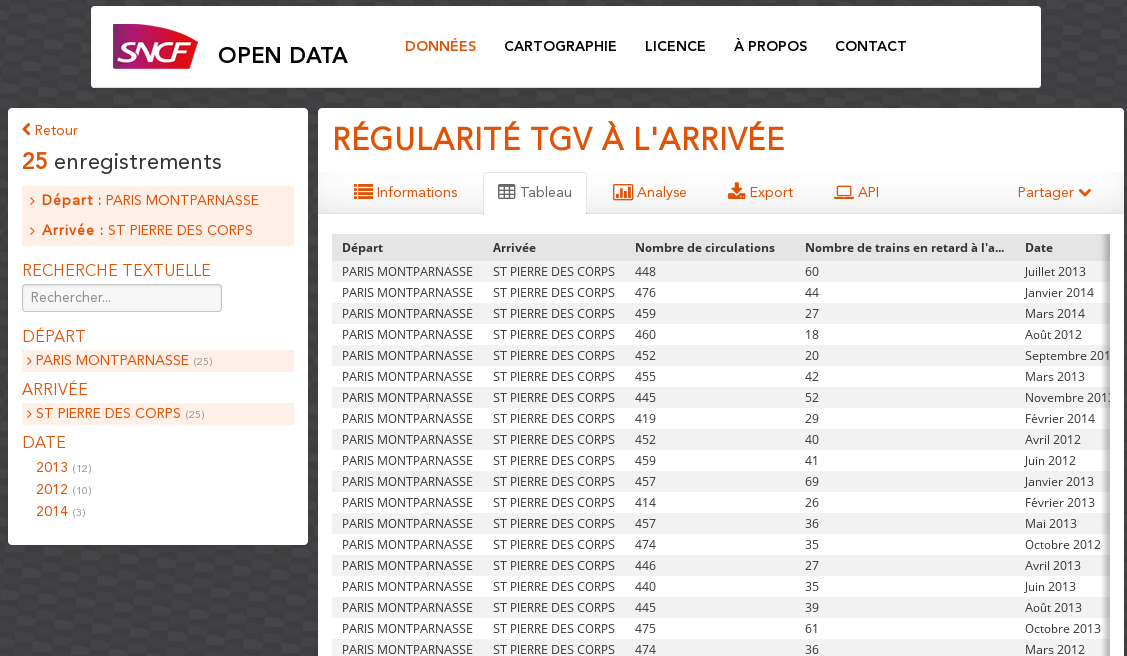 SNCF OPEN DATA DONNÉES CARTOGRAPHIE LICENCE À PROPOS CONTACT
Retour
25 enregistrements
Départ : PARIS MONTPARNASSE
Arrivée : ST PIERRE DES CORPS
RECHERCHE TEXTUELLE
Rechercher...
DÉPART
PARIS MONTPARNASSE (25)
ARRIVÉE
ST PIERRE DES CORPS (25)
DATE
2013 (12)
2012 (10)
2014 (3)
RÉGULARITÉ TGV À L'ARRIVÉE
Informations Tableau Analyse Export API Partager
Départ Arrivée Nombre de circulations Nombre de trains en retard à l'a... Date
PARIS MONTPARNASSE ST PIERRE DES CORPS 448 60 Juillet 2013
PARIS MONTPARNASSE ST PIERRE DES CORPS 476 44 Janvier 2014
PARIS MONTPARNASSE ST PIERRE DES CORPS 459 27 Mars 2014
PARIS MONTPARNASSE ST PIERRE DES CORPS 460 18 Août 2012
PARIS MONTPARNASSE ST PIERRE DES CORPS 452 20 Septembre 201
PARIS MONTPARNASSE ST PIERRE DES CORPS 455 42 Mars 2013
PARIS MONTPARNASSE ST PIERRE DES CORPS 445 52 Novembre 2013
PARIS MONTPARNASSE ST PIERRE DES CORPS 419 29 Février 2014
PARIS MONTPARNASSE ST PIERRE DES CORPS 452 40 Avril 2012
PARIS MONTPARNASSE ST PIERRE DES CORPS 459 41 Juin 2012
PARIS MONTPARNASSE ST PIERRE DES CORPS 457 69 Janvier 2013
PARIS MONTPARNASSE ST PIERRE DES CORPS 414 26 Février 2013
PARIS MONTPARNASSE ST PIERRE DES CORPS 457 36 Mai 2013
PARIS MONTPARNASSE ST PIERRE DES CORPS 474 35 Octobre 2012
PARIS MONTPARNASSE ST PIERRE DES CORPS 446 27 Avril 2013
PARIS MONTPARNASSE ST PIERRE DES CORPS 440 35 Juin 2013
PARIS MONTPARNASSE ST PIERRE DES CORPS 445 39 Août 2013
PARIS MONTPARNASSE ST PIERRE DES CORPS 475 61 Octobre 2013
PARIS MONTPARNASSE ST PIERRE DES CORPS 474 36 Mars 2012